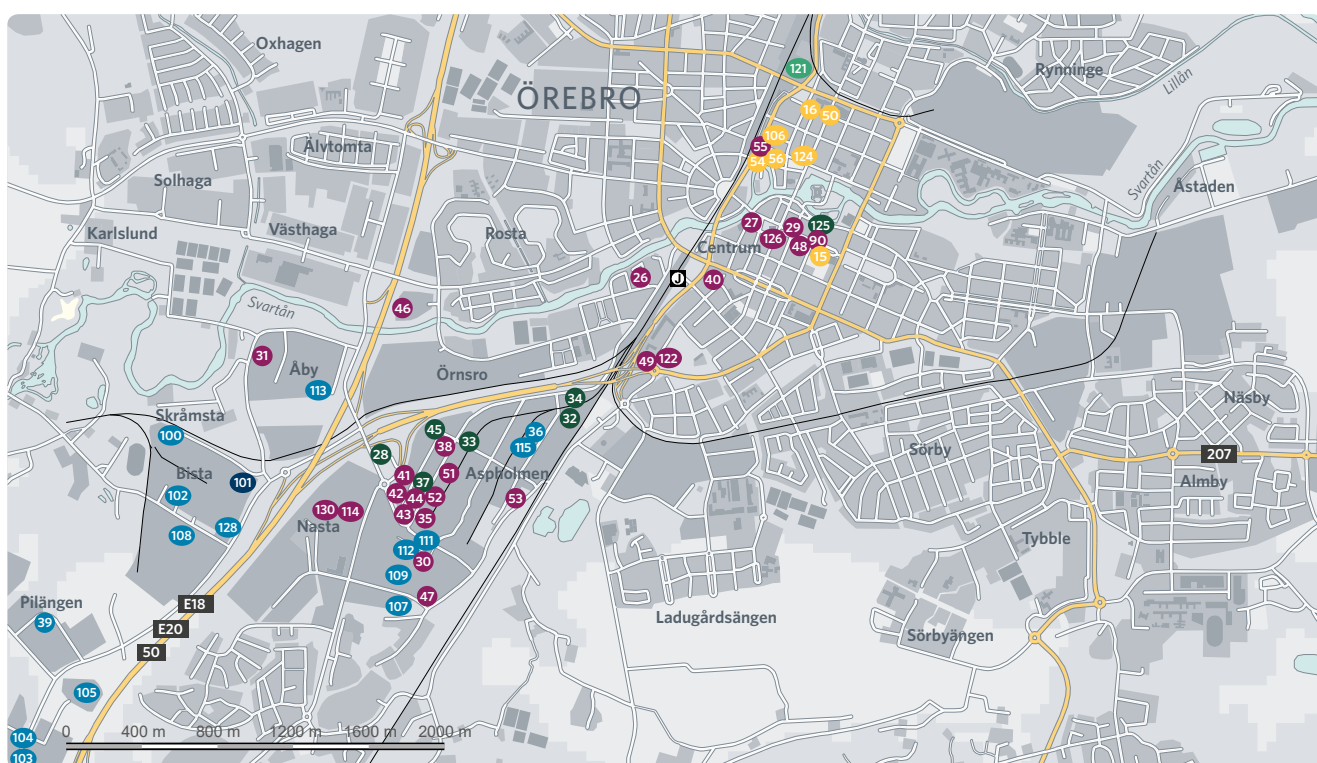 Oxhagen
ÖREBRO
121
Rynninge
Lillån
16
50
106
55
54
56
124
Älvtomta
Solhaga
Svartån
Åstaden
Karlslund
Västhaga
Rosta
27
29
125
Centrum
126
48
90
15
26
J
40
Svartån
46
31
Åby
113
Örnsro
49
122
34
32
Näsby
Skråmsta
100
45
38
33
36
115
28
Bista
101
41
37
51
Aspholmen
Sörby
207
Almby
102
42
44
52
53
130
114
43
35
Nasta
128
108
112
111
30
109
Tybble
107
47
Pilängen
39
E18
E20
50
Ladugårdsängen
Sörbyängen
105
104
103
0 400 m 800 m 1200 m 1600 m 2000 m